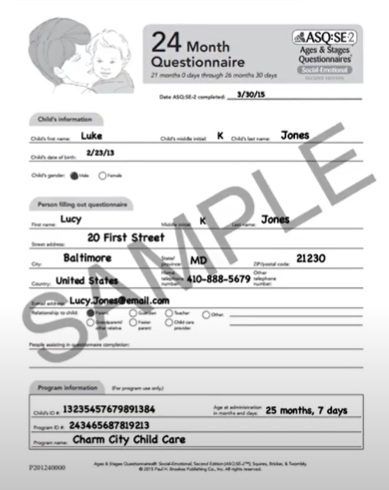 24 Month
Questionnaire
21 months 0 days through 26 months 30 days
ASQ:SE-2
Ages & Stages
Questionnaires®
Social-Emotional
SECOND EDITION
Date ASQ:SE-2 completed: 3/30/15
Child's information
Child's first name: Luke Child's middle initial: K Child's last name: Jones
Child's date of birth: 2/23/13
Child's gender: Male Female
SAMPLE
Person filling out questionnaire
First name: Lucy Middle initial: K Last name: Jones
Street address: 20 First Street
City: Baltimore State/province: MD ZIP/postal code: 21230
Country: United States Home telephone number: 410-888-5679 Other telephone number:
E-mail address: Lucy.Jones@email.com
Relationship to child: Parent Guardian Teacher Other:
Grandparent/other relative Foster parent Child care provider
People assisting in questionnaire completion:
Program information (For program use only.)
Child's ID #: 13235457679891384 Age at administration in months and days: 25 months, 7 days
Program ID #: 243465687819213
Program name: Charm City Child Care
P201240000
Ages & Stages Questionnaires®: Social-Emotional, Second Edition (ASQ:SE-2™), Squires, Bricker, & Twombly.
© 2015 Paul H. Brookes Publishing Co., Inc. All rights reserved.